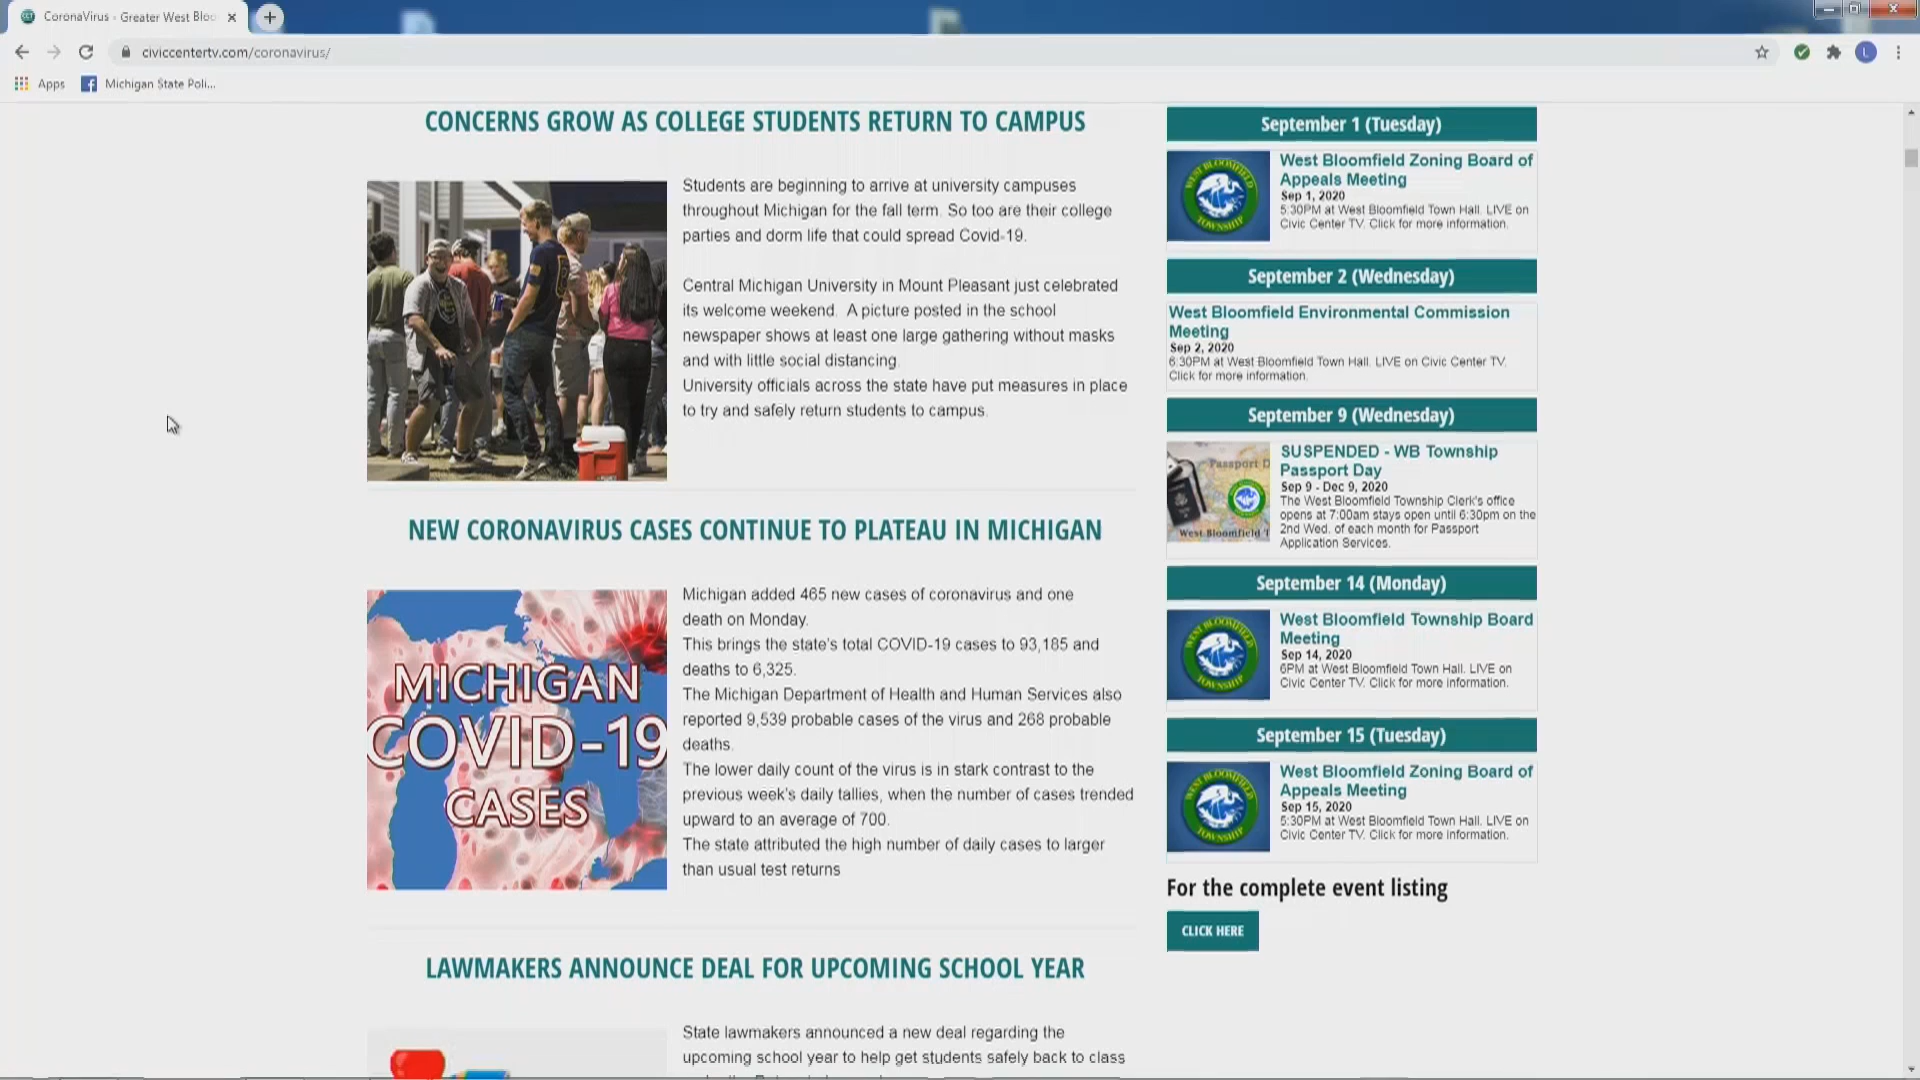 CoronaVirus - Greater West Bloo
civiccentertv.com/coronavirus/
L
Apps
Michigan State Poli...
CONCERNS GROW AS COLLEGE STUDENTS RETURN TO CAMPUS
Students are beginning to arrive at university campuses
throughout Michigan for the fall term. So too are their college
parties and dorm life that could spread Covid-19.
Central Michigan University in Mount Pleasant just celebrated
its welcome weekend. A picture posted in the school
newspaper shows at least one large gathering without masks
and with little social distancing.
University officials across the state have put measures in place
to try and safely return students to campus.
NEW CORONAVIRUS CASES CONTINUE TO PLATEAU IN MICHIGAN
MICHIGAN
COVID-19
CASES
Michigan added 465 new cases of coronavirus and one
death on Monday.
This brings the state's total COVID-19 cases to 93,185 and
deaths to 6,325.
The Michigan Department of Health and Human Services also
reported 9,539 probable cases of the virus and 268 probable
deaths.
The lower daily count of the virus is in stark contrast to the
previous week's daily tallies, when the number of cases trended
upward to an average of 700.
The state attributed the high number of daily cases to larger
than usual test returns
LAWMAKERS ANNOUNCE DEAL FOR UPCOMING SCHOOL YEAR
State lawmakers announced a new deal regarding the
upcoming school year to help get students safely back to class
September 1 (Tuesday)
WEST BLOOMFIELD
TOWNSHIP
West Bloomfield Zoning Board of
Appeals Meeting
Sep 1, 2020
5:30PM at West Bloomfield Town Hall. LIVE on
Civic Center TV. Click for more information.
September 2 (Wednesday)
West Bloomfield Environmental Commission
Meeting
Sep 2, 2020
6:30PM at West Bloomfield Town Hall. LIVE on Civic Center TV.
Click for more information.
September 9 (Wednesday)
Passport D
West Bloomfield T
SUSPENDED - WB Township
Passport Day
Sep 9 - Dec 9, 2020
The West Bloomfield Township Clerk's office
opens at 7:00am stays open until 6:30pm on the
2nd Wed. of each month for Passport
Application Services.
September 14 (Monday)
WEST BLOOMFIELD
TOWNSHIP
West Bloomfield Township Board
Meeting
Sep 14, 2020
6PM at West Bloomfield Town Hall. LIVE on
Civic Center TV. Click for more information.
September 15 (Tuesday)
WEST BLOOMFIELD
TOWNSHIP
West Bloomfield Zoning Board of
Appeals Meeting
Sep 15, 2020
5:30PM at West Bloomfield Town Hall. LIVE on
Civic Center TV. Click for more information.
For the complete event listing
CLICK HERE